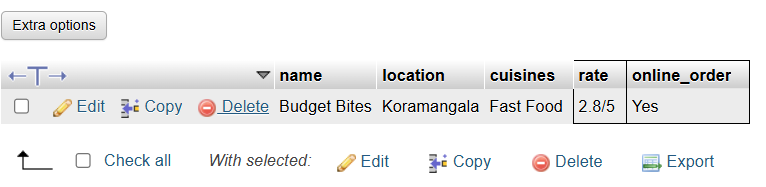 Extra options
name location cuisines rate online_order
Edit Copy Delete Budget Bites Koramangala Fast Food 2.8/5 Yes
Check all With selected: Edit Copy Delete Export